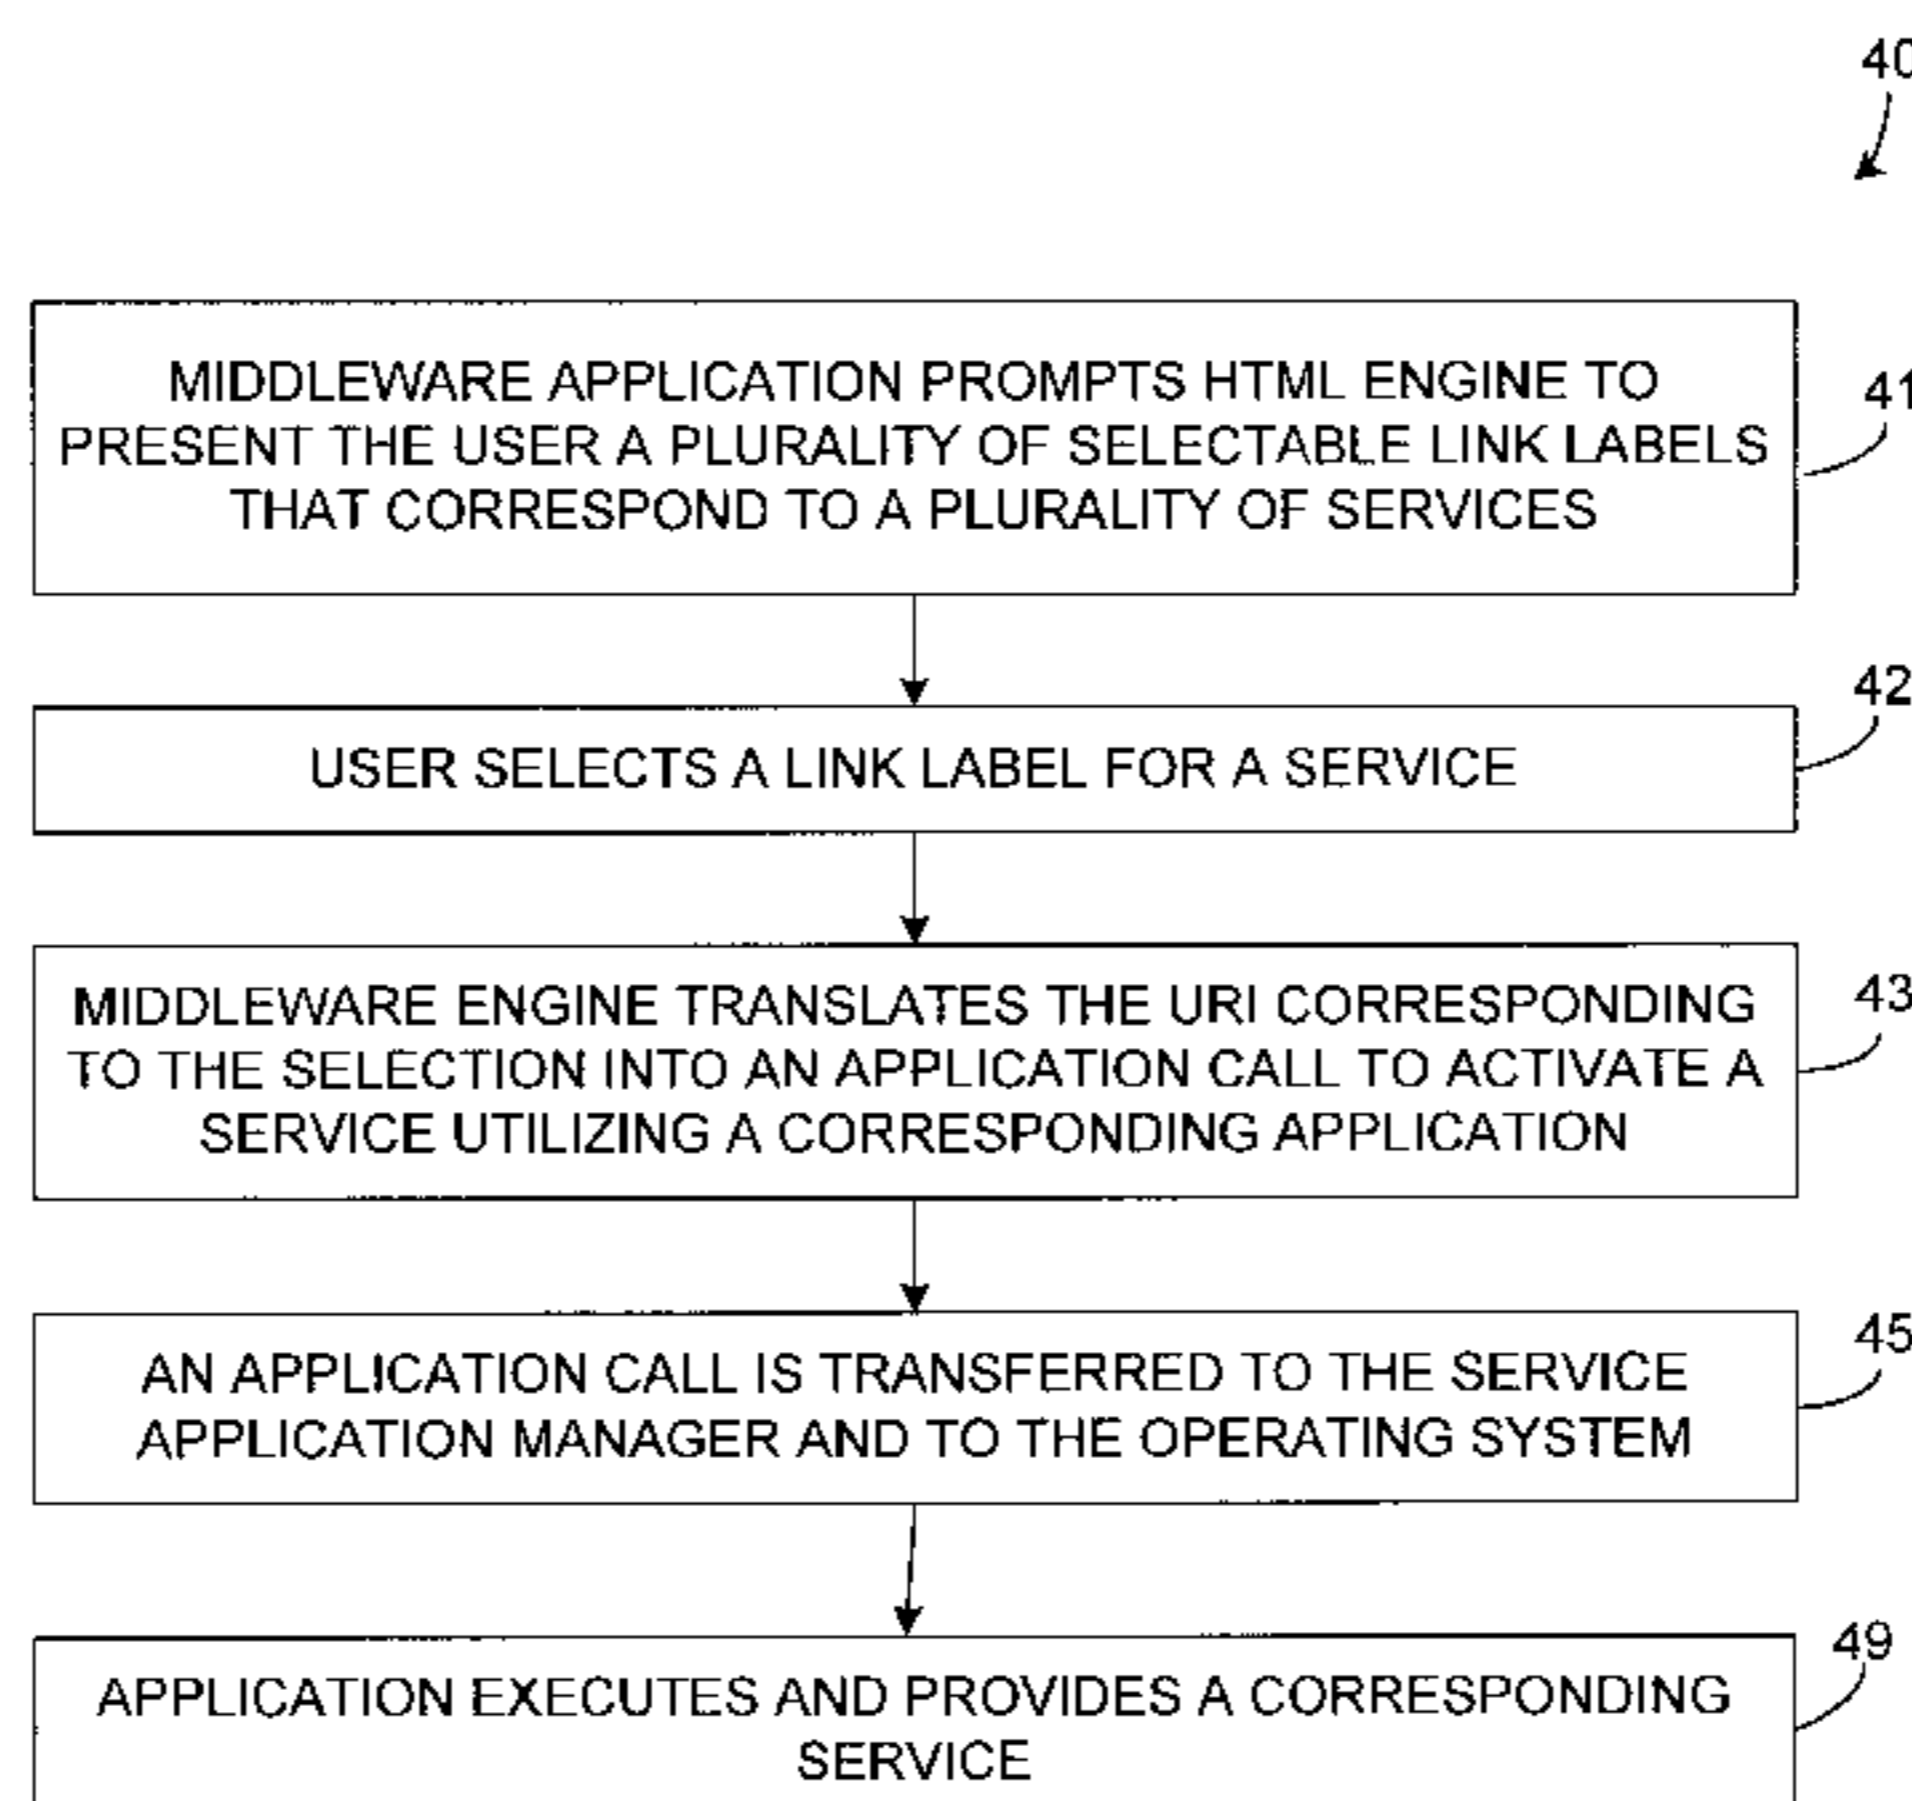 40
MIDDLEWARE APPLICATION PROMPTS HTML ENGINE TO
PRESENT THE USER A PLURALITY OF SELECTABLE LINK LABELS
THAT CORRESPOND TO A PLURALITY OF SERVICES
41
42
USER SELECTS A LINK LABEL FOR A SERVICE
43
MIDDLEWARE ENGINE TRANSLATES THE URI CORRESPONDING
TO THE SELECTION INTO AN APPLICATION CALL TO ACTIVATE A
SERVICE UTILIZING A CORRESPONDING APPLICATION
45
AN APPLICATION CALL IS TRANSFERRED TO THE SERVICE
APPLICATION MANAGER AND TO THE OPERATING SYSTEM
49
APPLICATION EXECUTES AND PROVIDES A CORRESPONDING
SERVICE